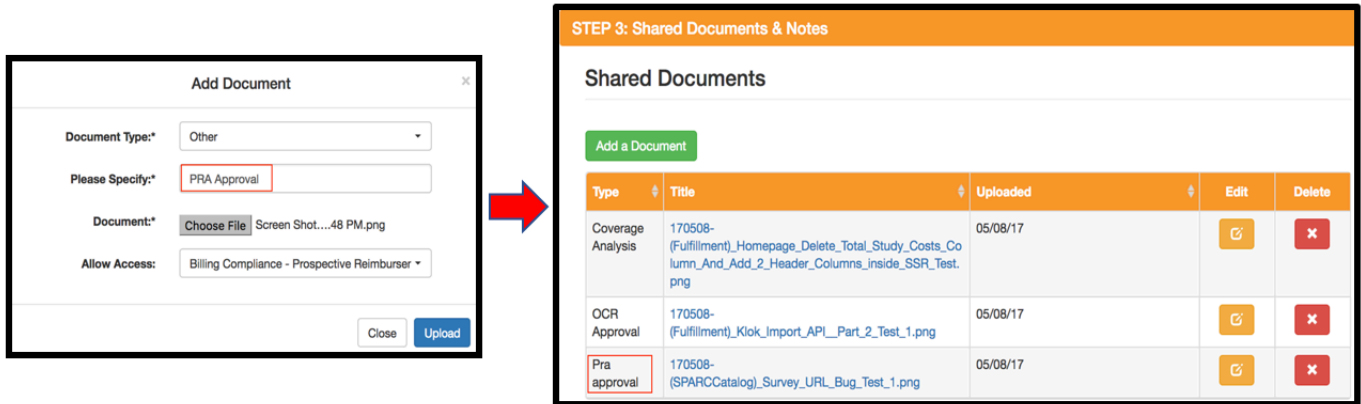 Add Document
×
Document Type:* Other
Please Specify:* PRA Approval
Document:* Choose File Screen Shot....48 PM.png
Allow Access: Billing Compliance - Prospective Reimburser
Close Upload
STEP 3: Shared Documents & Notes
Shared Documents
Add a Document
Type Title Uploaded Edit Delete
Coverage 170508- 05/08/17
Analysis (Fulfillment)_Homepage_Delete_Total_Study_Costs_Co
lumn_And_Add_2_Header_Columns_inside_SSR_Test.
png
OCR 170508- 05/08/17
Approval (Fulfillment)_Klok_Import_API__Part_2_Test_1.png
Pra 170508- 05/08/17
approval (SPARCCatalog)_Survey_URL_Bug_Test_1.png